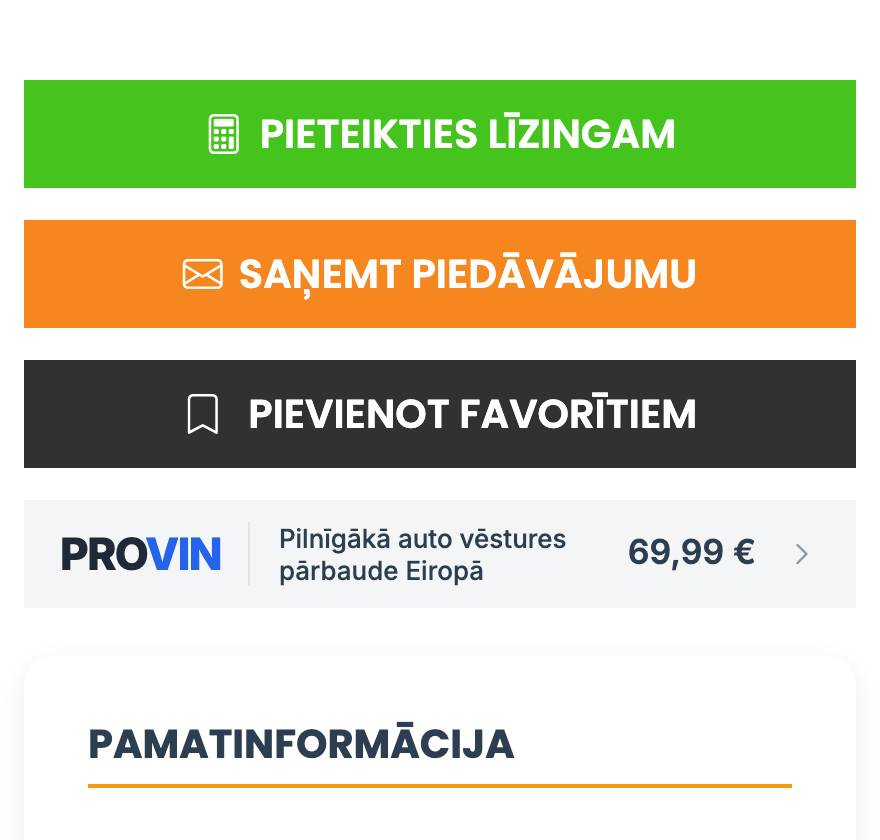 PIETEIKTIES LĪZINGAM
SAŅEMT PIEDĀVĀJUMU
PIEVIENOT FAVORĪTIEM
PROVIN
Pilnīgākā auto vēstures
pārbaude Eiropā
69,99 €
PAMATINFORMĀCIJA